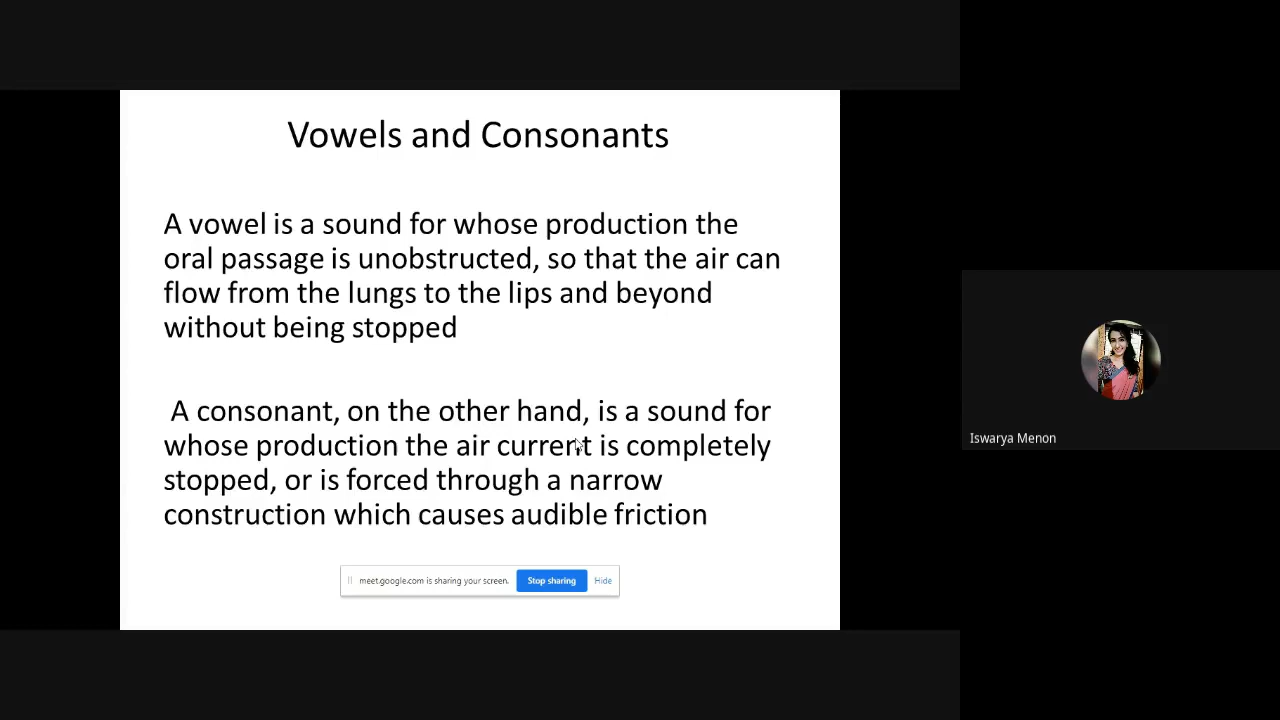 Vowels and Consonants
A vowel is a sound for whose production the
oral passage is unobstructed, so that the air can
flow from the lungs to the lips and beyond
without being stopped
A consonant, on the other hand, is a sound for
whose production the air current is completely
stopped, or is forced through a narrow
construction which causes audible friction
meet.google.com is sharing your screen. Stop sharing Hide
Iswarya Menon